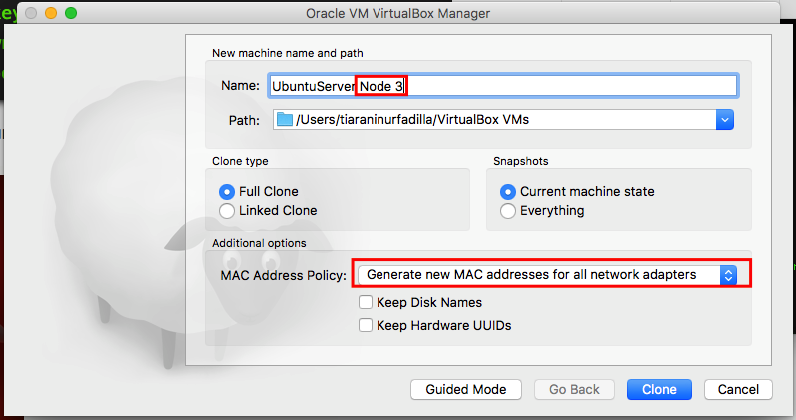 Oracle VM VirtualBox Manager
New machine name and path
Name: UbuntuServer Node 3
Path: /Users/tiaraninurfadilla/VirtualBox VMs
Clone type
Snapshots
Full Clone
Linked Clone
Current machine state
Everything
Additional options
MAC Address Policy: Generate new MAC addresses for all network adapters
Keep Disk Names
Keep Hardware UUIDs
Guided Mode
Go Back
Clone
Cancel